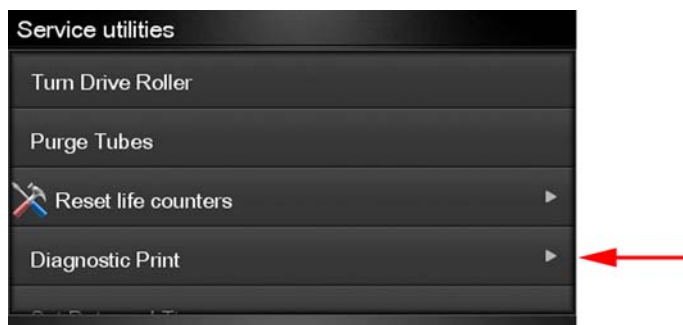 Service utilities
Turn Drive Roller
Purge Tubes
Reset life counters
Diagnostic Print